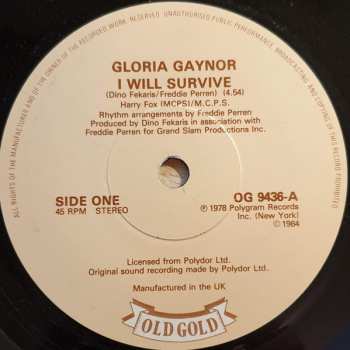 ALL RIGHTS OF THE MANUFACTURER AND OF THE OWNER OF THE RECORDED WORK RESERVED UNAUTHORISED PUBLIC PERFORMANCE, BROADCASTING AND COPYING OF THIS RECORD PROHIBITED
GLORIA GAYNOR
I WILL SURVIVE
(Dino Fekaris/Freddie Perren) (4.54)
Harry Fox (MCPS)/M.C.P.S.
Rhythm arrangements by Freddie Perren
Produced by Dino Fekaris in association with
Freddie Perren for Grand Slam Productions Inc.
SIDE ONE
45 RPM STEREO
OG 9436-A
℗ 1978 Polygram Records
Inc. (New York)
© 1984
Licensed from Polydor Ltd.
Original sound recording made by Polydor Ltd.
Manufactured in the UK
OLD GOLD